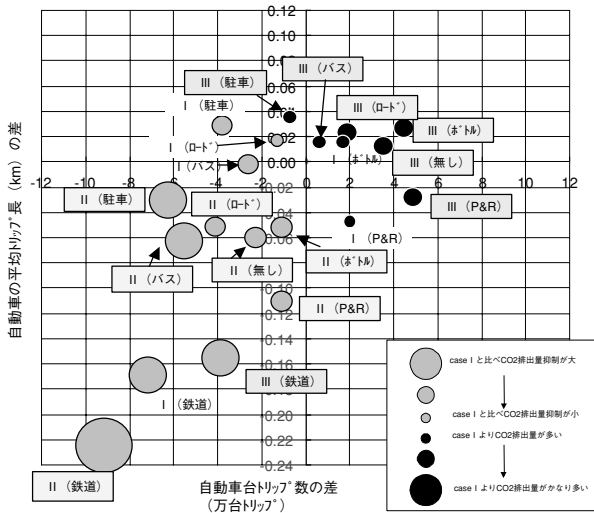 0.12
0.10
0.08
III（バス）
III（駐車）
0.06
I（駐車）
III（ﾛｰﾄﾞ）
0.04
III（ﾎﾞﾄﾙ）
I（ﾛｰﾄﾞ）
0.02
I（バス）
I（ﾎﾞﾄﾙ）
III（無し）
0.00
-12 -10 -8 -6 -4 -2 0 2 4 6 8 10 12
-0.02
II（駐車）
II（ﾛｰﾄﾞ）
III（P&R）
-0.04
I（P&R）
-0.06
II（バス）
II（無し）
II（ﾎﾞﾄﾙ）
-0.10
II（P&R）
-0.12
-0.14
-0.16
III（鉄道）
-0.18
I（鉄道）
-0.20
-0.22
-0.24
II（鉄道）
自動車の平均ﾄﾘｯﾌﾟ長（km）の差
自動車台ﾄﾘｯﾌﾟ数の差
（万台トリップ）
case I と比べCO2排出量抑制が大
case I と比べCO2排出量抑制が小
case I よりCO2排出量が多い
case I よりCO2排出量がかなり多い